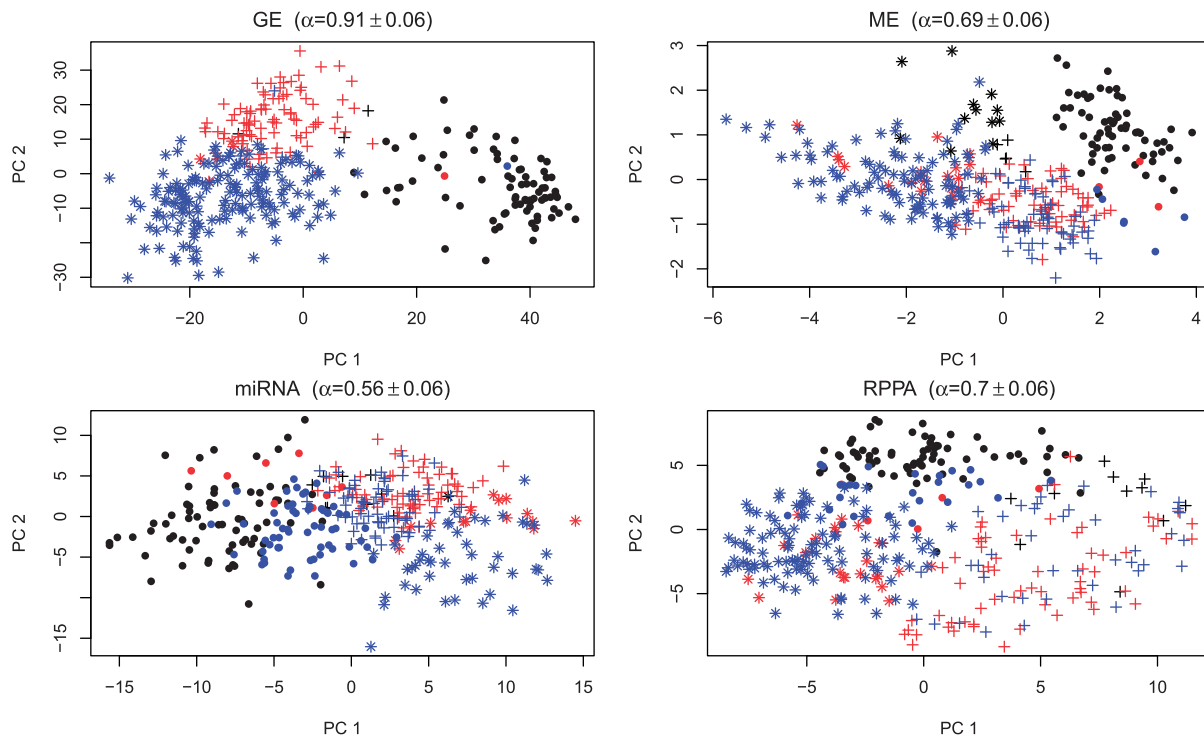 GE (α=0.91 ± 0.06)
PC 2
30
20
10
0
−10
−30
−20 0 20 40
PC 1
ME (α=0.69 ± 0.06)
PC 2
3
2
1
0
−1
−2
−6 −4 −2 0 2 4
PC 1
miRNA (α=0.56 ± 0.06)
PC 2
10
5
0
−5
−15
−15 −10 −5 0 5 10 15
PC 1
RPPA (α=0.7 ± 0.06)
PC 2
5
0
−5
−5 0 5 10
PC 1